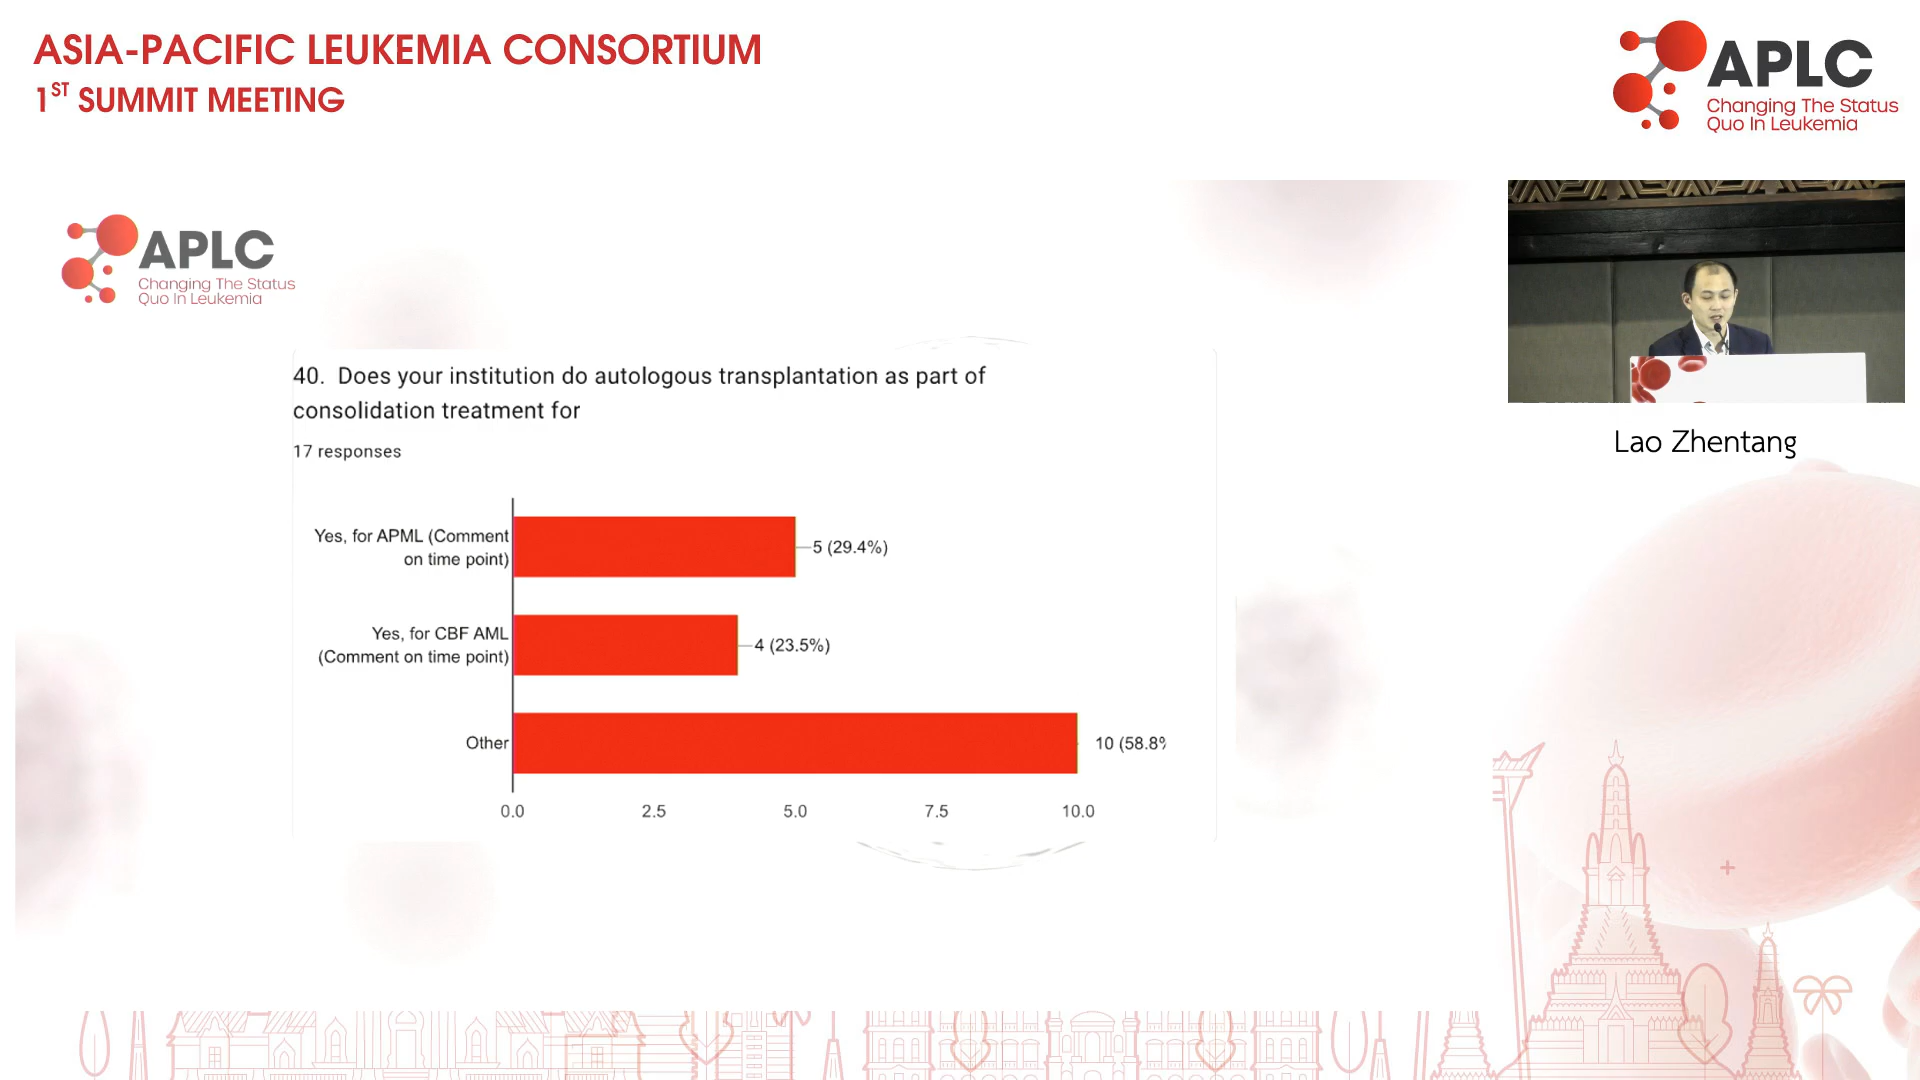 ASIA-PACIFIC LEUKEMIA CONSORTIUM
1ST SUMMIT MEETING
APLC
Changing The Status
Quo In Leukemia
APLC
Changing The Status
Quo In Leukemia
40. Does your institution do autologous transplantation as part of
consolidation treatment for
17 responses
Yes, for APML (Comment
on time point)
5 (29.4%)
Yes, for CBF AML
(Comment on time point)
4 (23.5%)
Other
10 (58.8%
0.0 2.5 5.0 7.5 10.0
Lao Zhentang